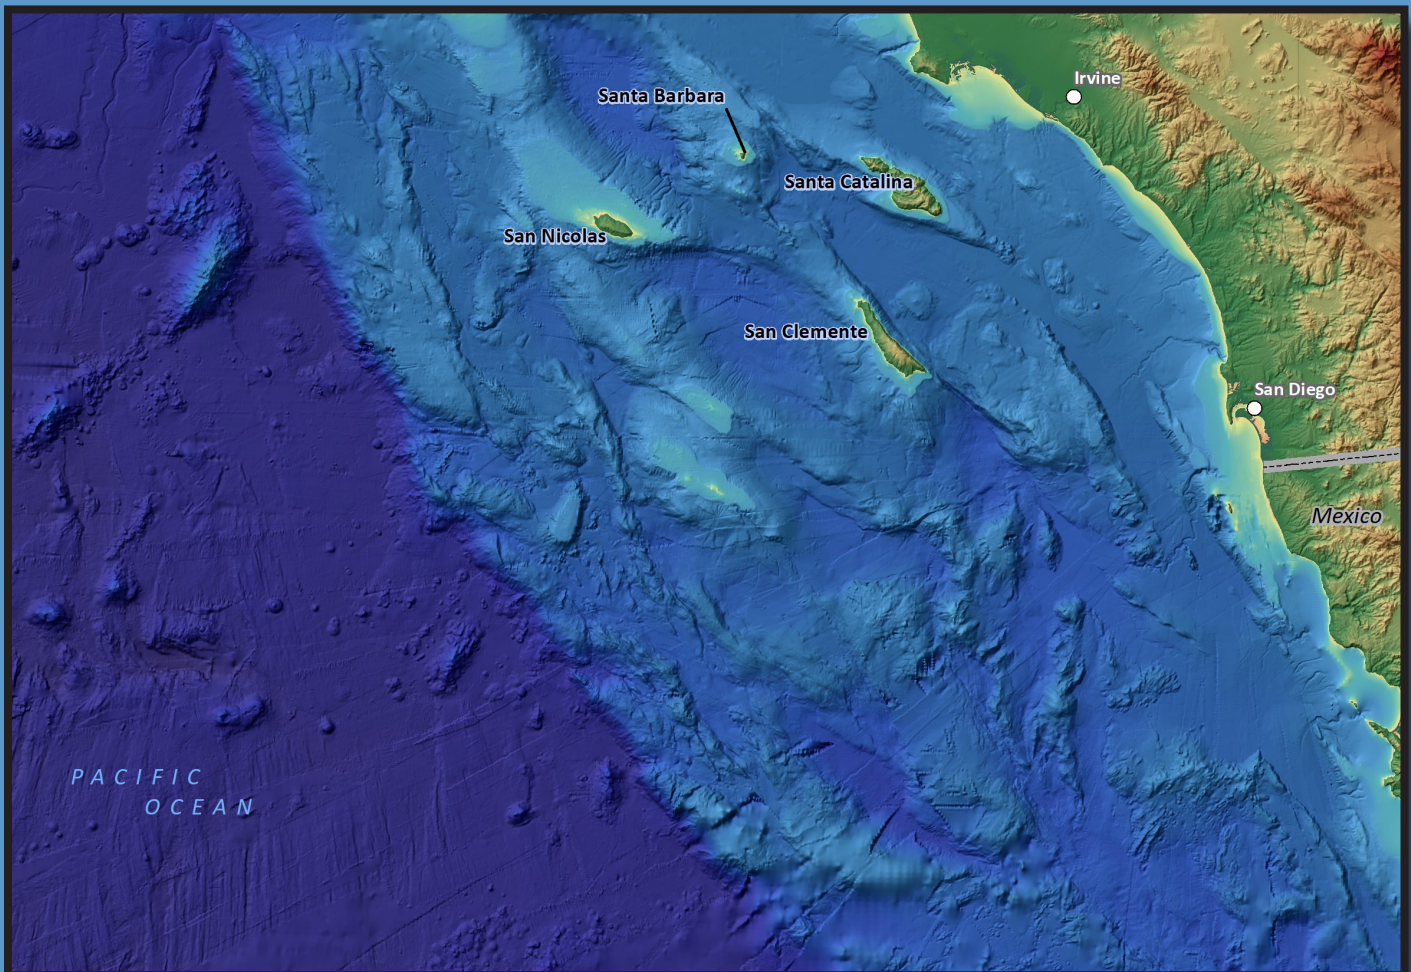 Irvine
Santa Barbara
Santa Catalina
San Nicolas
San Clemente
San Diego
Mexico
PACIFIC
OCEAN